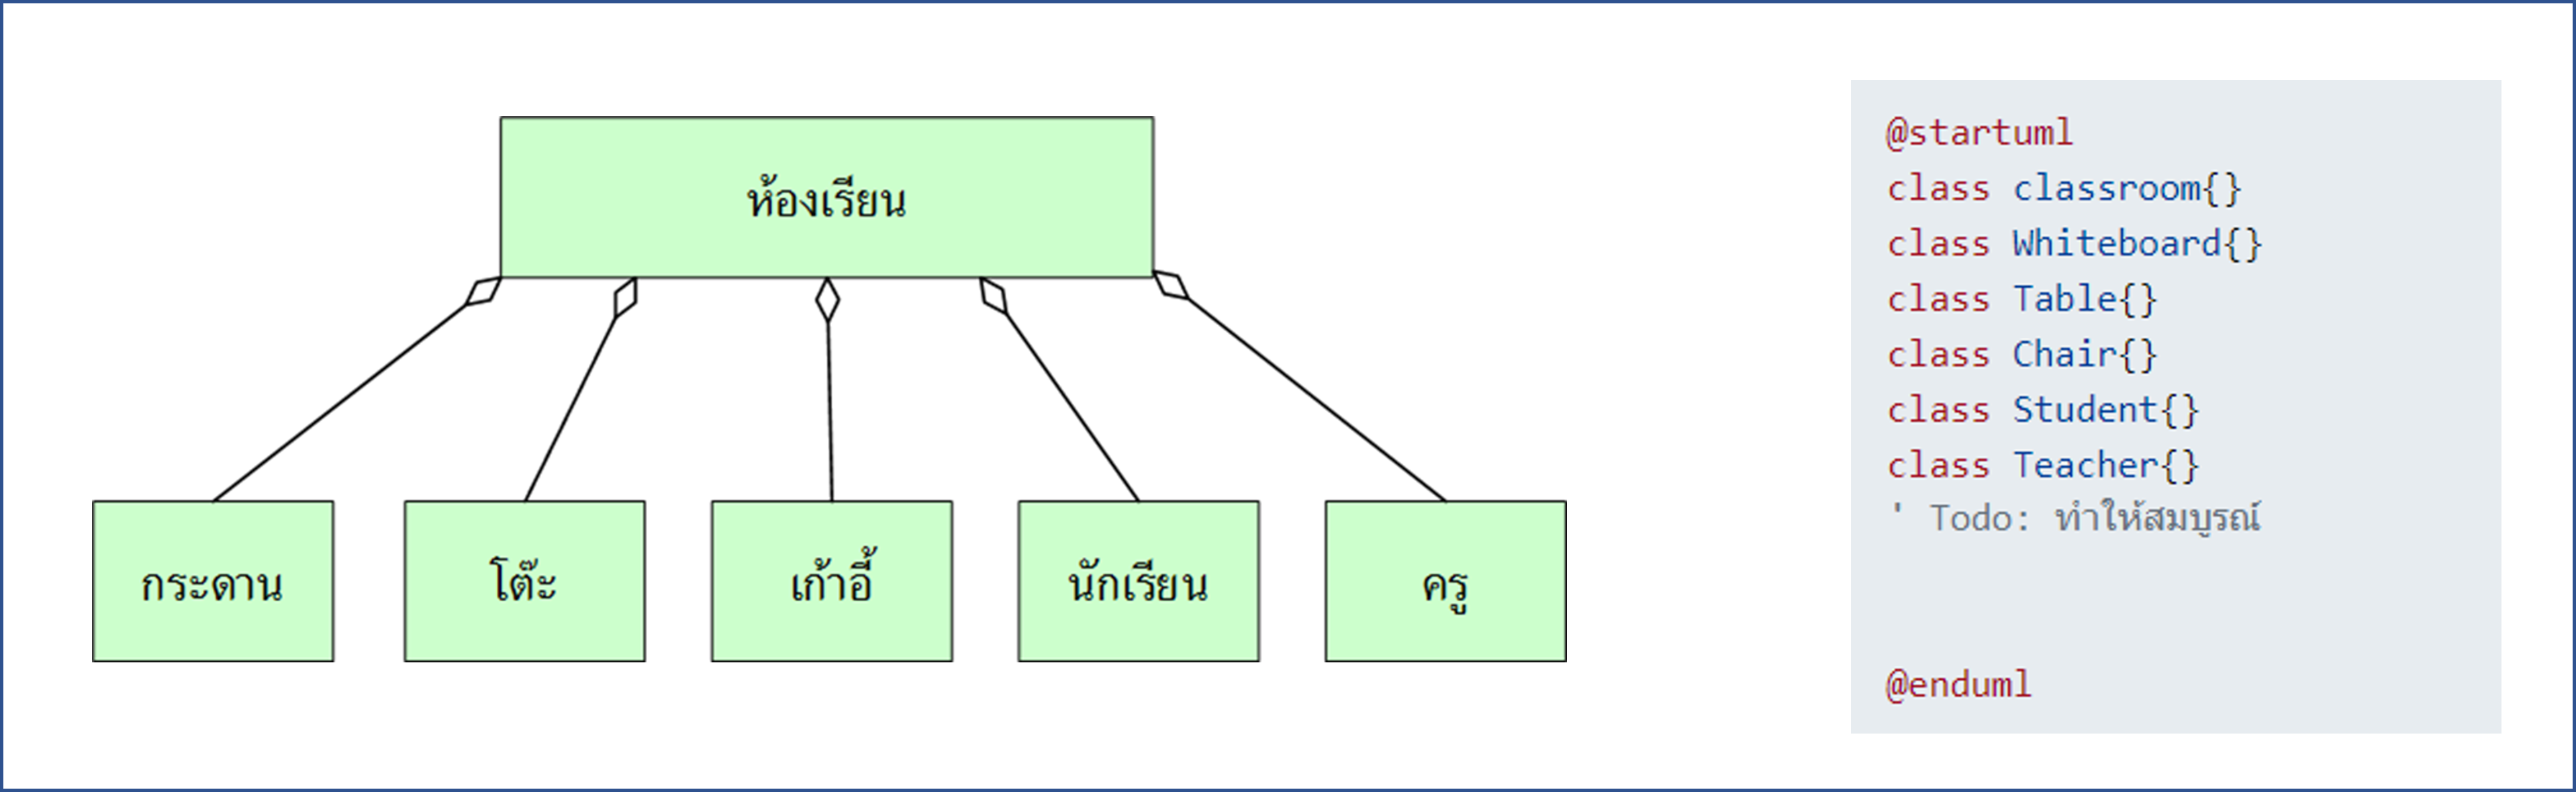 ห้องเรียน
กระดาน
โต๊ะ
เก้าอี้
นักเรียน
ครู
@startuml
class classroom{}
class Whiteboard{}
class Table{}
class Chair{}
class Student{}
class Teacher{}
' Todo: ทำให้สมบูรณ์
@enduml